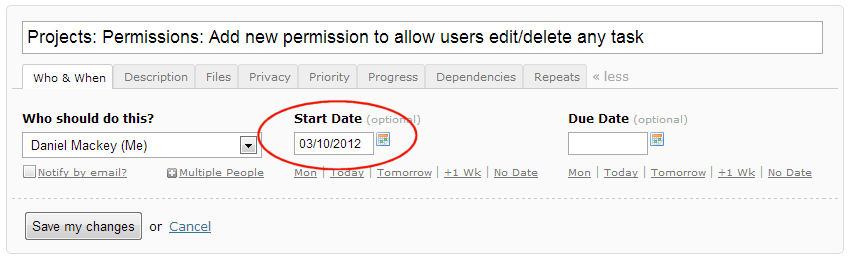 Projects: Permissions: Add new permission to allow users edit/delete any task
Who & When Description Files Privacy Priority Progress Dependencies Repeats « less
Who should do this? Start Date (optional) Due Date (optional)
Daniel Mackey (Me) 03/10/2012
Notify by email? Multiple People Mon | Today | Tomorrow | +1 Wk | No Date Mon | Today | Tomorrow | +1 Wk | No Date
Save my changes or Cancel